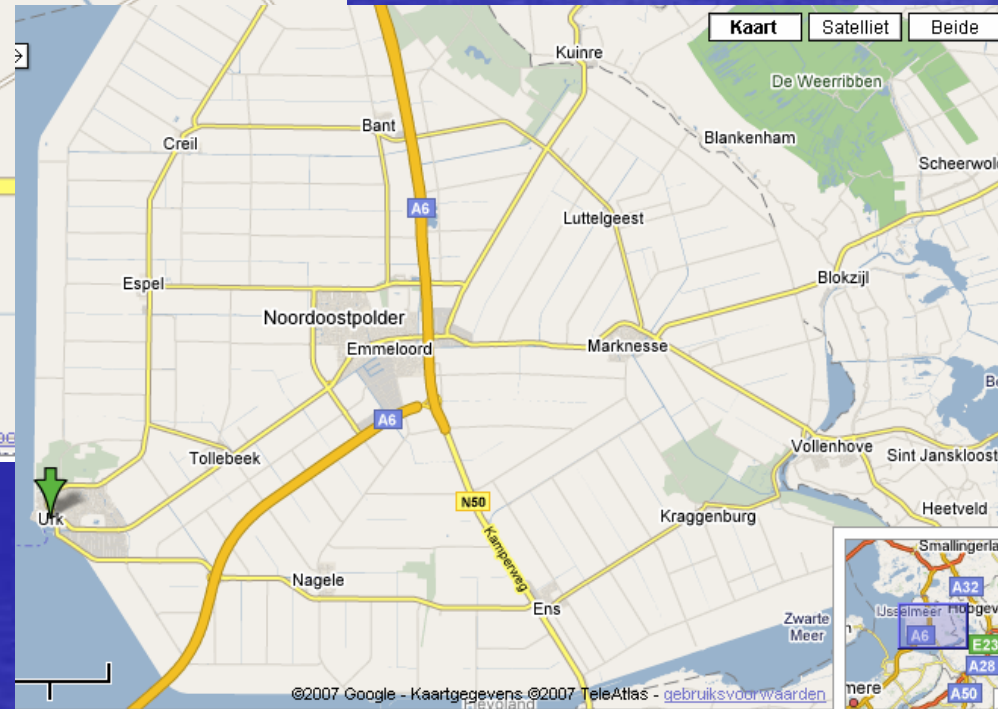 Kaart Satelliet Beide
Kuinre
De Weerribben
Bant
Creil
Blankenham
A6
Luttelgeest
Espel
Blokzijl
Noordoostpolder
Emmeloord
Marknesse
A6
Vollenhove
Tollebeek
Sint Jansklooster
N50
Urk
Kraggenburg
Heetveld
Kamperweg
A32
IJsselmeer
Nagele
Ens
Zwarte
Meer
A6
A28
A50
©2007 Google - Kaartgegevens ©2007 TeleAtlas - gebruiksvoorwaarden
Flevoland